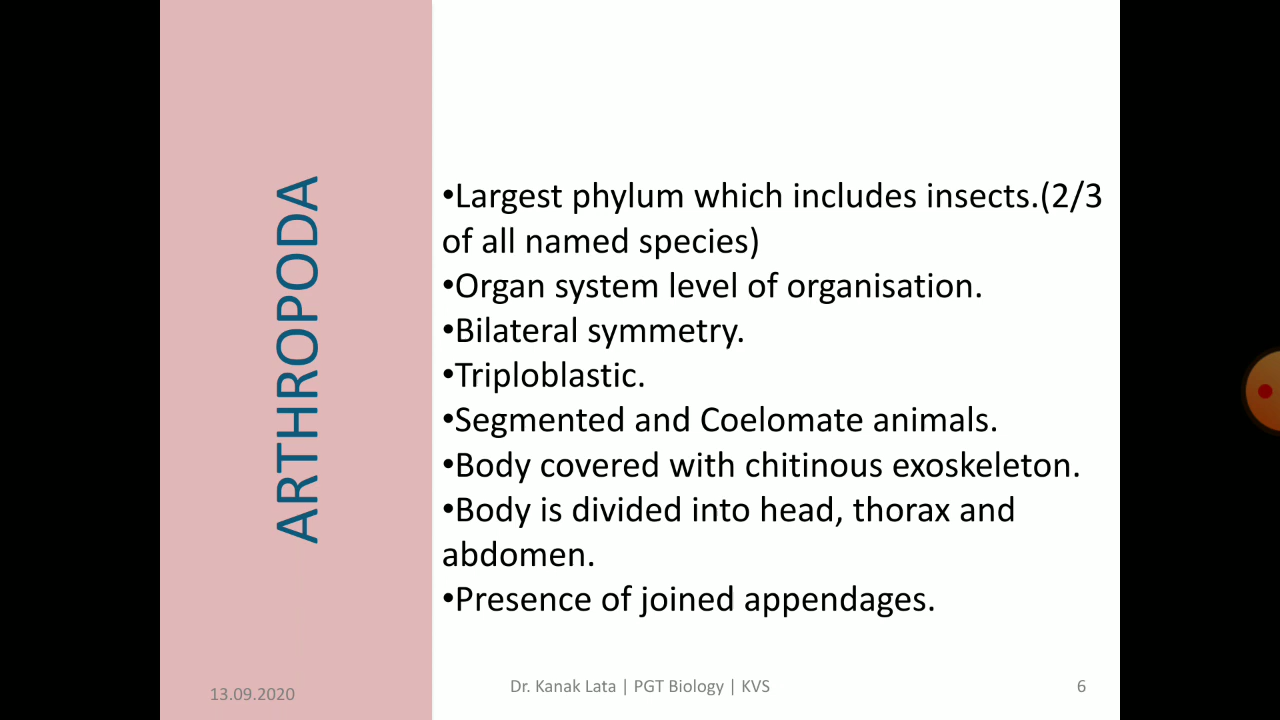 ARTHROPODA
•Largest phylum which includes insects.(2/3
of all named species)
•Organ system level of organisation.
•Bilateral symmetry.
•Triploblastic.
•Segmented and Coelomate animals.
•Body covered with chitinous exoskeleton.
•Body is divided into head, thorax and
abdomen.
•Presence of joined appendages.
13.09.2020
Dr. Kanak Lata | PGT Biology | KVS
6